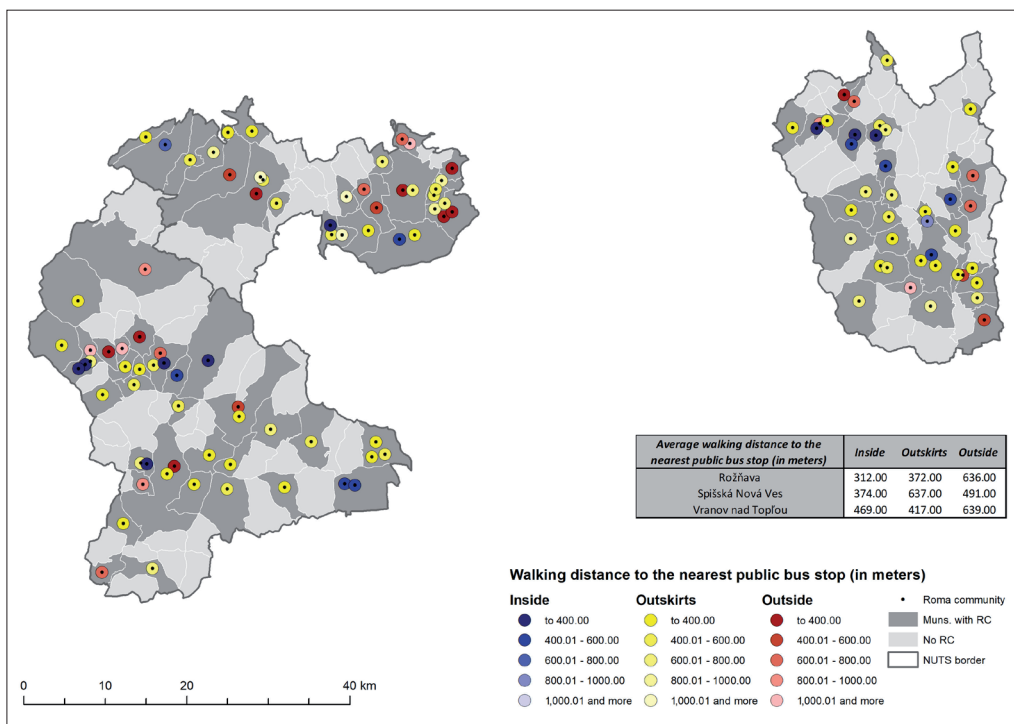 Average walking distance to the nearest public bus stop (in meters) Inside Outskirts Outside
Rožňava 312.00 372.00 636.00
Spišská Nová Ves 374.00 637.00 491.00
Vranov nad Topľou 469.00 417.00 639.00
Walking distance to the nearest public bus stop (in meters)
Inside Outskirts Outside
to 400.00 to 400.00 to 400.00
400.01 - 600.00 400.01 - 600.00 400.01 - 600.00
600.01 - 800.00 600.01 - 800.00 600.01 - 800.00
800.01 - 1000.00 800.01 - 1000.00 800.01 - 1000.00
1,000.01 and more 1,000.01 and more 1,000.01 and more
Roma community
Muns. with RC
No RC
NUTS border
0 10 20 40 km